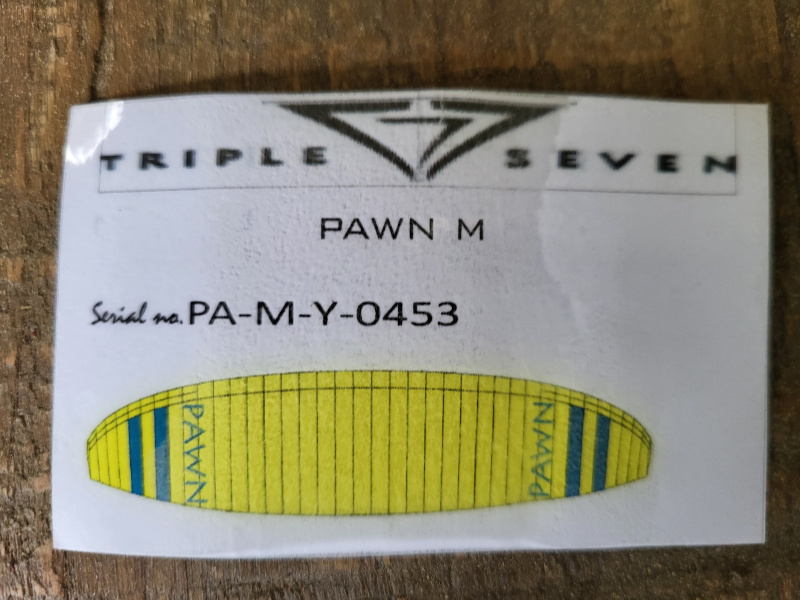 TRIPLE SEVEN
PAWN M
Serial no. PA-M-Y-0453
PAWN
PAWN